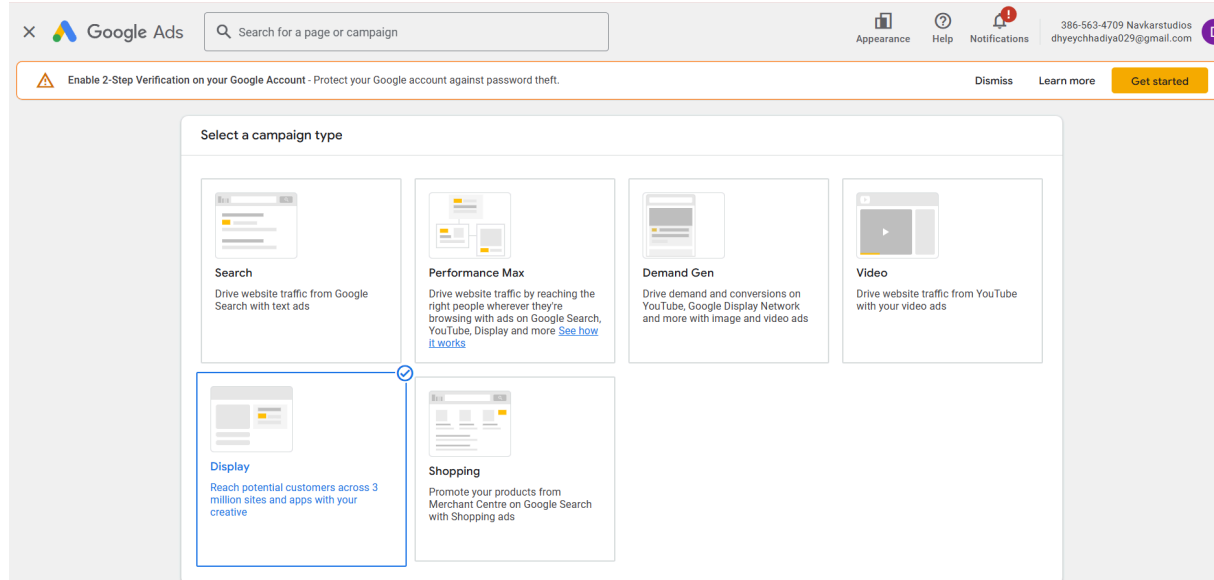 Google Ads
Search for a page or campaign
Appearance
Help
Notifications
386-563-4709 Navkarstudios
dhyeychhadiya029@gmail.com
Enable 2-Step Verification on your Google Account - Protect your Google account against password theft.
Dismiss
Learn more
Get started
Select a campaign type
Search
Drive website traffic from Google
Search with text ads
Performance Max
Drive website traffic by reaching the
right people wherever they're
browsing with ads on Google Search,
YouTube, Display and more See how
it works
Demand Gen
Drive demand and conversions on
YouTube, Google Display Network
and more with image and video ads
Video
Drive website traffic from YouTube
with your video ads
Display
Reach potential customers across 3
million sites and apps with your
creative
Shopping
Promote your products from
Merchant Centre on Google Search
with Shopping ads